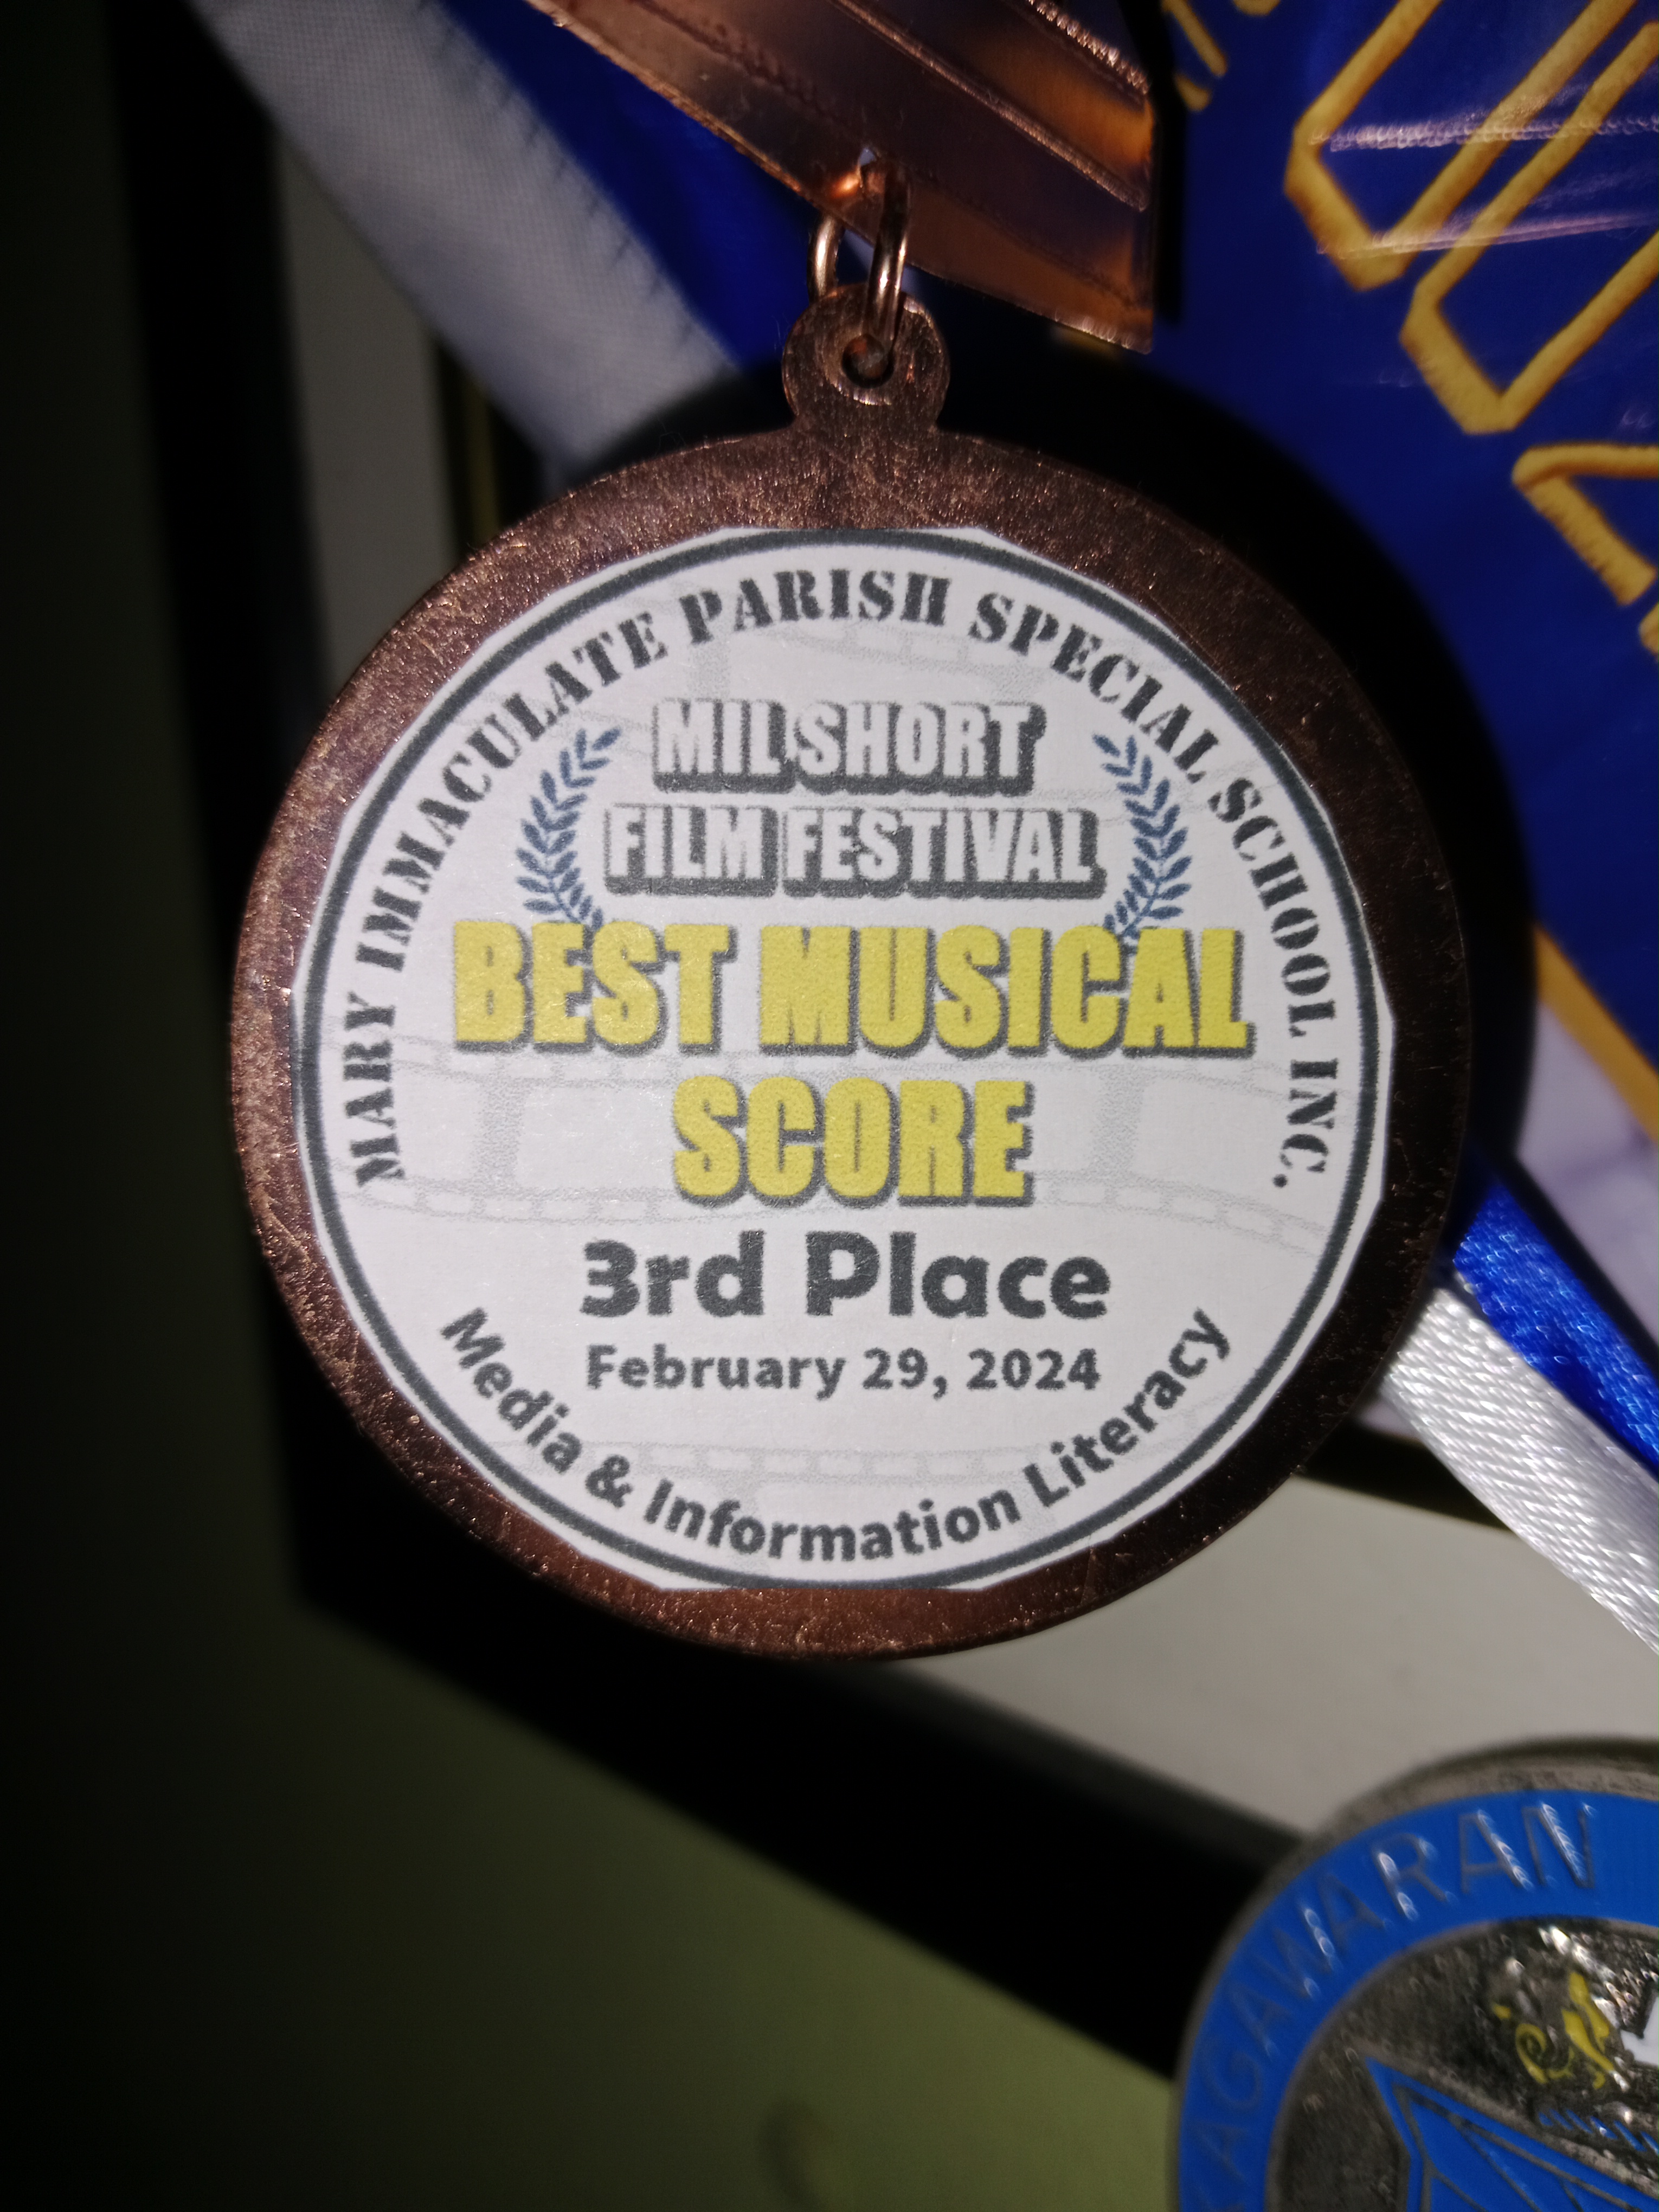 MARY IMMACULATE PARISH SPECIAL SCHOOL INC.
MIL SHORT
FILM FESTIVAL
BEST MUSICAL
SCORE
3rd Place
February 29, 2024
Media & Information Literacy
KAGAWARAN